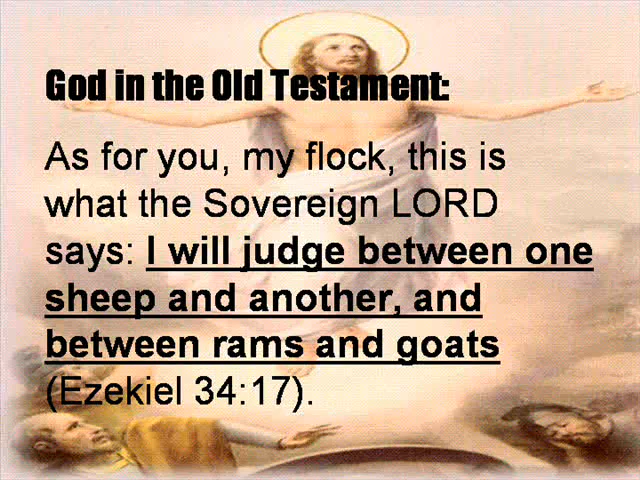 God in the Old Testament:
As for you, my flock, this is
what the Sovereign LORD
says: I will judge between one
sheep and another, and
between rams and goats
(Ezekiel 34:17).